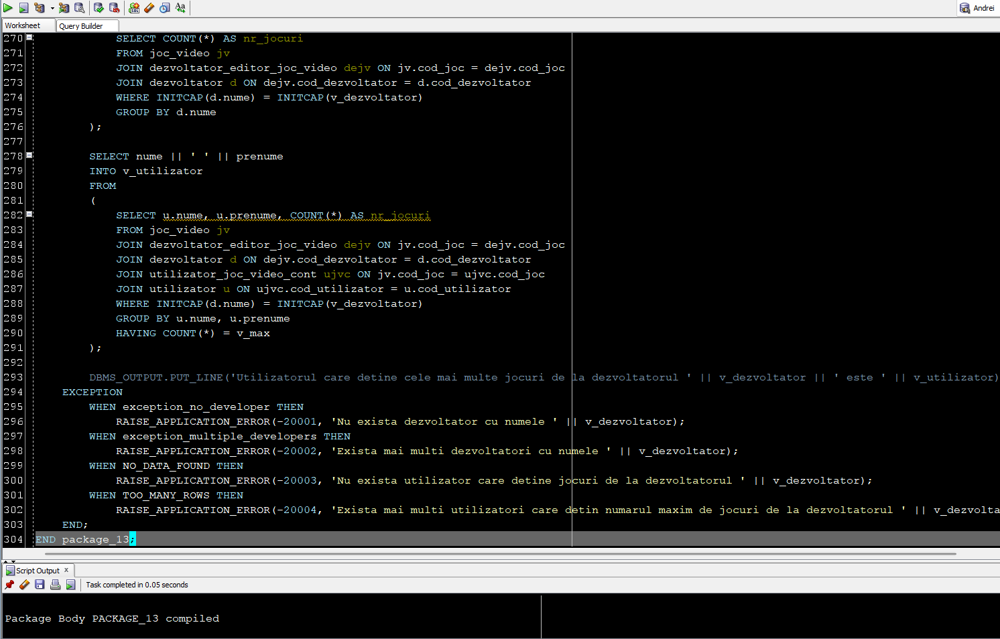 Andrei
Worksheet Query Builder
270 SELECT COUNT(*) AS nr_jocuri
271 FROM joc_video jv
272 JOIN dezvoltator_editor_joc_video dejv ON jv.cod_joc = dejv.cod_joc
273 JOIN dezvoltator d ON dejv.cod_dezvoltator = d.cod_dezvoltator
274 WHERE INITCAP(d.nume) = INITCAP(v_dezvoltator)
275 GROUP BY d.nume
276 );
277
278 SELECT nume || ' ' || prenume
279 INTO v_utilizator
280 FROM
281 (
282 SELECT u.nume, u.prenume, COUNT(*) AS nr_jocuri
283 FROM joc_video jv
284 JOIN dezvoltator_editor_joc_video dejv ON jv.cod_joc = dejv.cod_joc
285 JOIN dezvoltator d ON dejv.cod_dezvoltator = d.cod_dezvoltator
286 JOIN utilizator_joc_video_cont ujvc ON jv.cod_joc = ujvc.cod_joc
287 JOIN utilizator u ON ujvc.cod_utilizator = u.cod_utilizator
288 WHERE INITCAP(d.nume) = INITCAP(v_dezvoltator)
289 GROUP BY u.nume, u.prenume
290 HAVING COUNT(*) = v_max
291 );
292
293 DBMS_OUTPUT.PUT_LINE('Utilizatorul care detine cele mai multe jocuri de la dezvoltatorul ' || v_dezvoltator || ' este ' || v_utilizator)
294 EXCEPTION
295 WHEN exception_no_developer THEN
296 RAISE_APPLICATION_ERROR(-20001, 'Nu exista dezvoltator cu numele ' || v_dezvoltator);
297 WHEN exception_multiple_developers THEN
298 RAISE_APPLICATION_ERROR(-20002, 'Exista mai multi dezvoltatori cu numele ' || v_dezvoltator);
299 WHEN NO_DATA_FOUND THEN
300 RAISE_APPLICATION_ERROR(-20003, 'Nu exista utilizator care detine jocuri de la dezvoltatorul ' || v_dezvoltator);
301 WHEN TOO_MANY_ROWS THEN
302 RAISE_APPLICATION_ERROR(-20004, 'Exista mai multi utilizatori care detin numarul maxim de jocuri de la dezvoltatorul ' || v_dezvolta
303 END;
304 END package_13;
Script Output x
Task completed in 0.05 seconds
Package Body PACKAGE_13 compiled